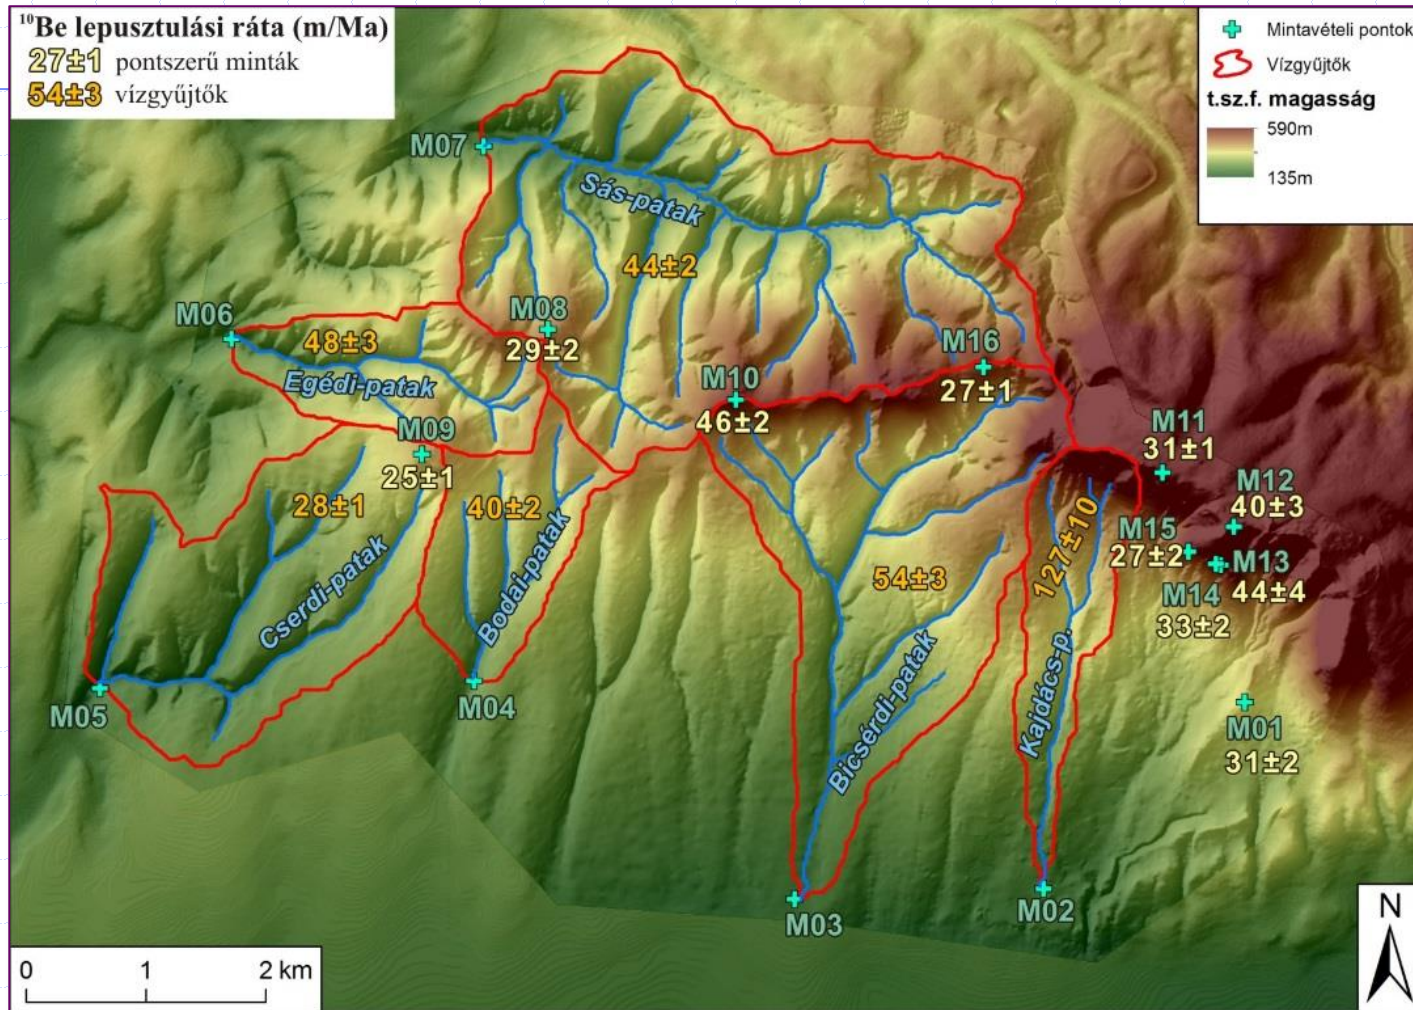 ¹⁰Be lepusztulási ráta (m/Ma)
27±1 pontszerű minták
54±3 vízgyűjtők
Mintavételi pontok
Vízgyűjtők
t.sz.f. magasság
590m
135m
M07
Sás-patak
44±2
M06
48±3
Egédi-patak
M08
29±2
M16
27±1
M10
46±2
M09
25±1
M11
31±1
M12
40±3
28±1
40±2
127±10
M15
27±2
M13
44±4
M14
33±2
54±3
Cserdi-patak
Bodai-patak
Bicsérdi-patak
Kajdács-p.
M05
M04
M01
31±2
M03
M02
N
0 1 2 km